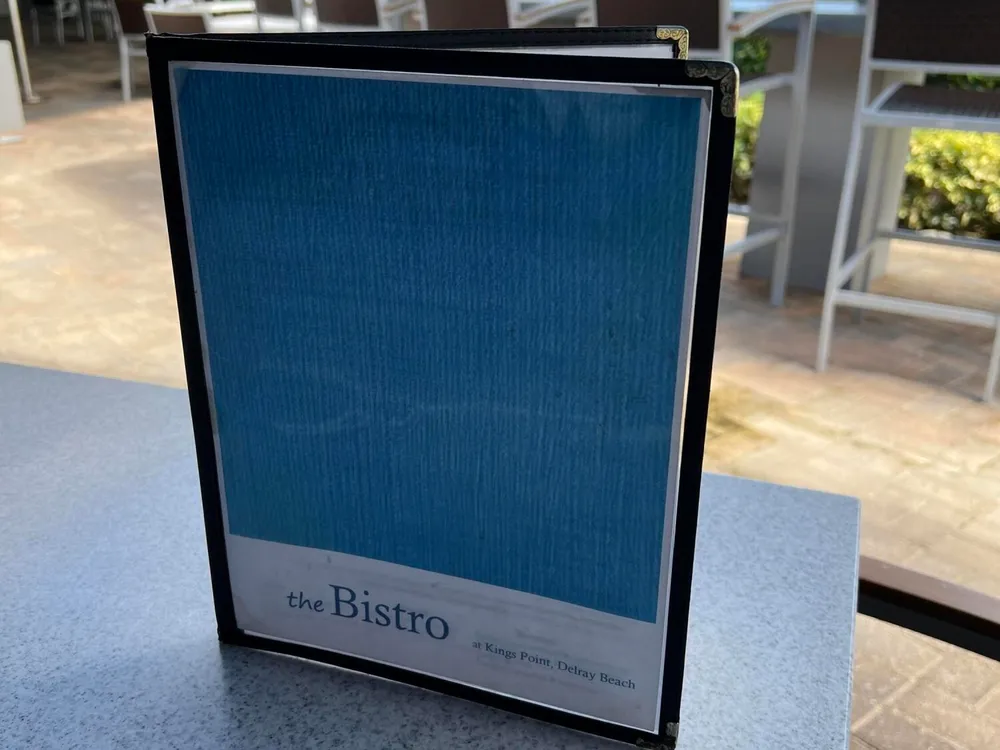 the Bistro
at Kings Point, Delray Beach